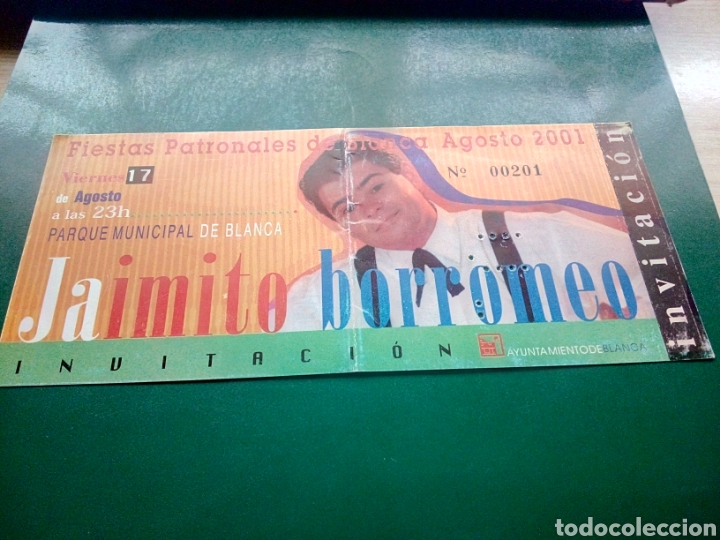 Fiestas Patronales de Blanca Agosto 2001
Viernes 17
de Agosto
a las 23h
PARQUE MUNICIPAL DE BLANCA
Nº 00201
Jaimito borromeo
INVITACIÓN
AYUNTAMIENTODEBLANCA
invitación
todocoleccion